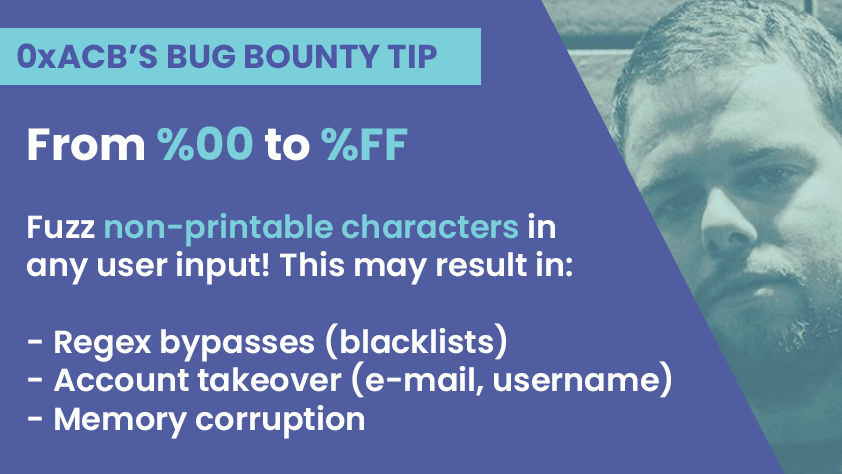 0xACB’S BUG BOUNTY TIP
From %00 to %FF
Fuzz non-printable characters in
any user input! This may result in:
- Regex bypasses (blacklists)
- Account takeover (e-mail, username)
- Memory corruption